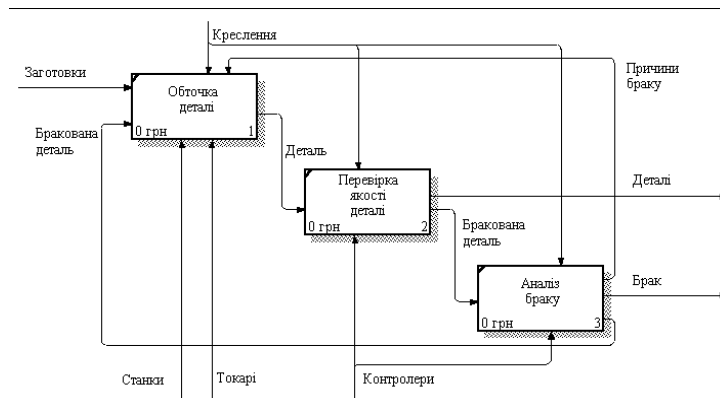 Креслення
Заготовки
Причини
браку
Обточка
деталі
0 грн 1
Бракована
деталь
Деталь
Перевірка
якості
деталі
0 грн 2
Деталі
Бракована
деталь
Аналіз
браку
0 грн 3
Брак
Станки
Токарі
Контролери